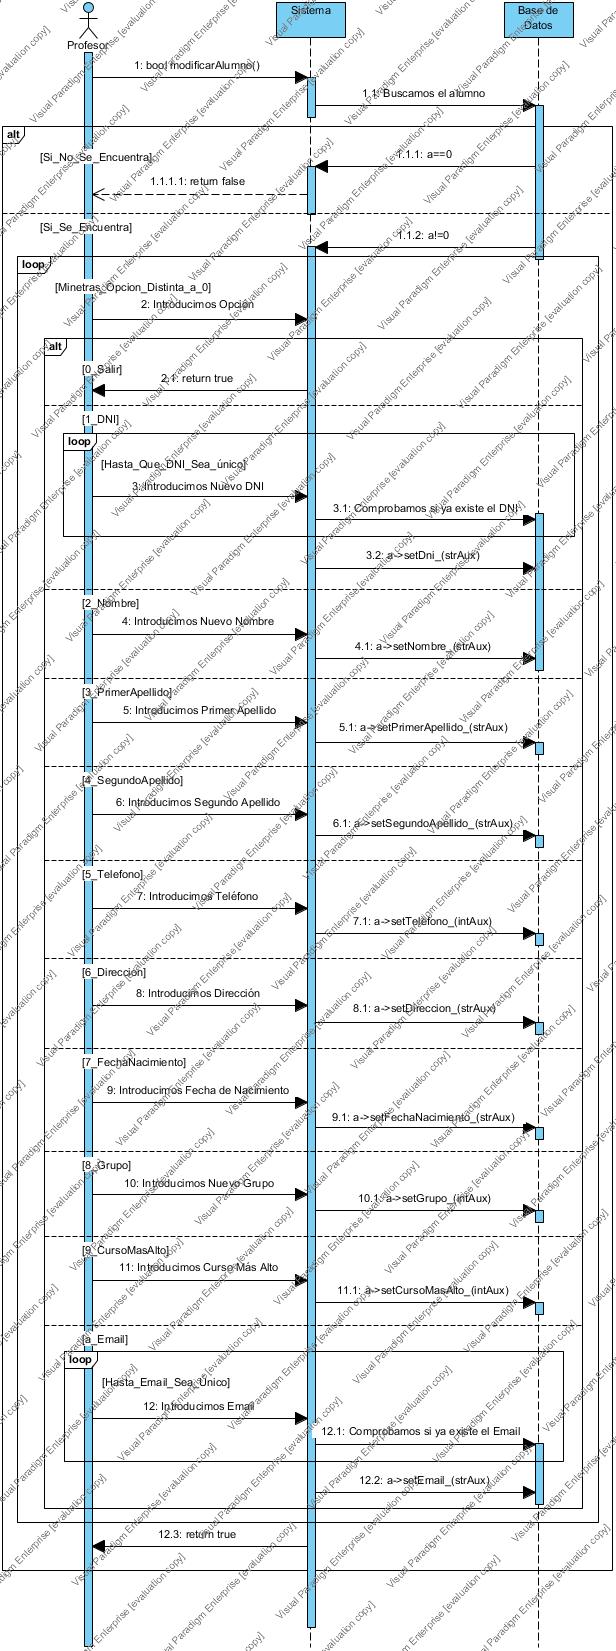 Profesor
Sistema
Base de
Datos
1: bool modificarAlumno()
1.1: Buscamos el alumno
alt
[Si_No_Se_Encuentra]
1.1.1: a==0
1.1.1.1: return false
[Si_Se_Encuentra]
1.1.2: a!=0
loop
[Minetras_Opcion_Distinta_a_0]
2: Introducimos Opción
alt
[0_Salir]
2.1: return true
[1_DNI]
loop
[Hasta_Que_DNI_Sea_único]
3: Introducimos Nuevo DNI
3.1: Comprobamos si ya existe el DNI
3.2: a->setDni_(strAux)
[2_Nombre]
4: Introducimos Nuevo Nombre
4.1: a->setNombre_(strAux)
[3_PrimerApellido]
5: Introducimos Primer Apellido
5.1: a->setPrimerApellido_(strAux)
[4_SegundoApellido]
6: Introducimos Segundo Apellido
6.1: a->setSegundoApellido_(strAux)
[5_Telefono]
7: Introducimos Teléfono
7.1: a->setTelefono_(intAux)
[6_Direccion]
8: Introducimos Dirección
8.1: a->setDireccion_(strAux)
[7_FechaNacimiento]
9: Introducimos Fecha de Nacimiento
9.1: a->setFechaNacimiento_(strAux)
[8_Grupo]
10: Introducimos Nuevo Grupo
10.1: a->setGrupo_(intAux)
[9_CursoMasAlto]
11: Introducimos Curso Más Alto
11.1: a->setCursoMasAlto_(intAux)
[a_Email]
loop
[Hasta_Email_Sea_Único]
12: Introducimos Email
12.1: Comprobamos si ya existe el Email
12.2: a->setEmail_(strAux)
12.3: return true
Visual Paradigm Enterprise [evaluation copy]